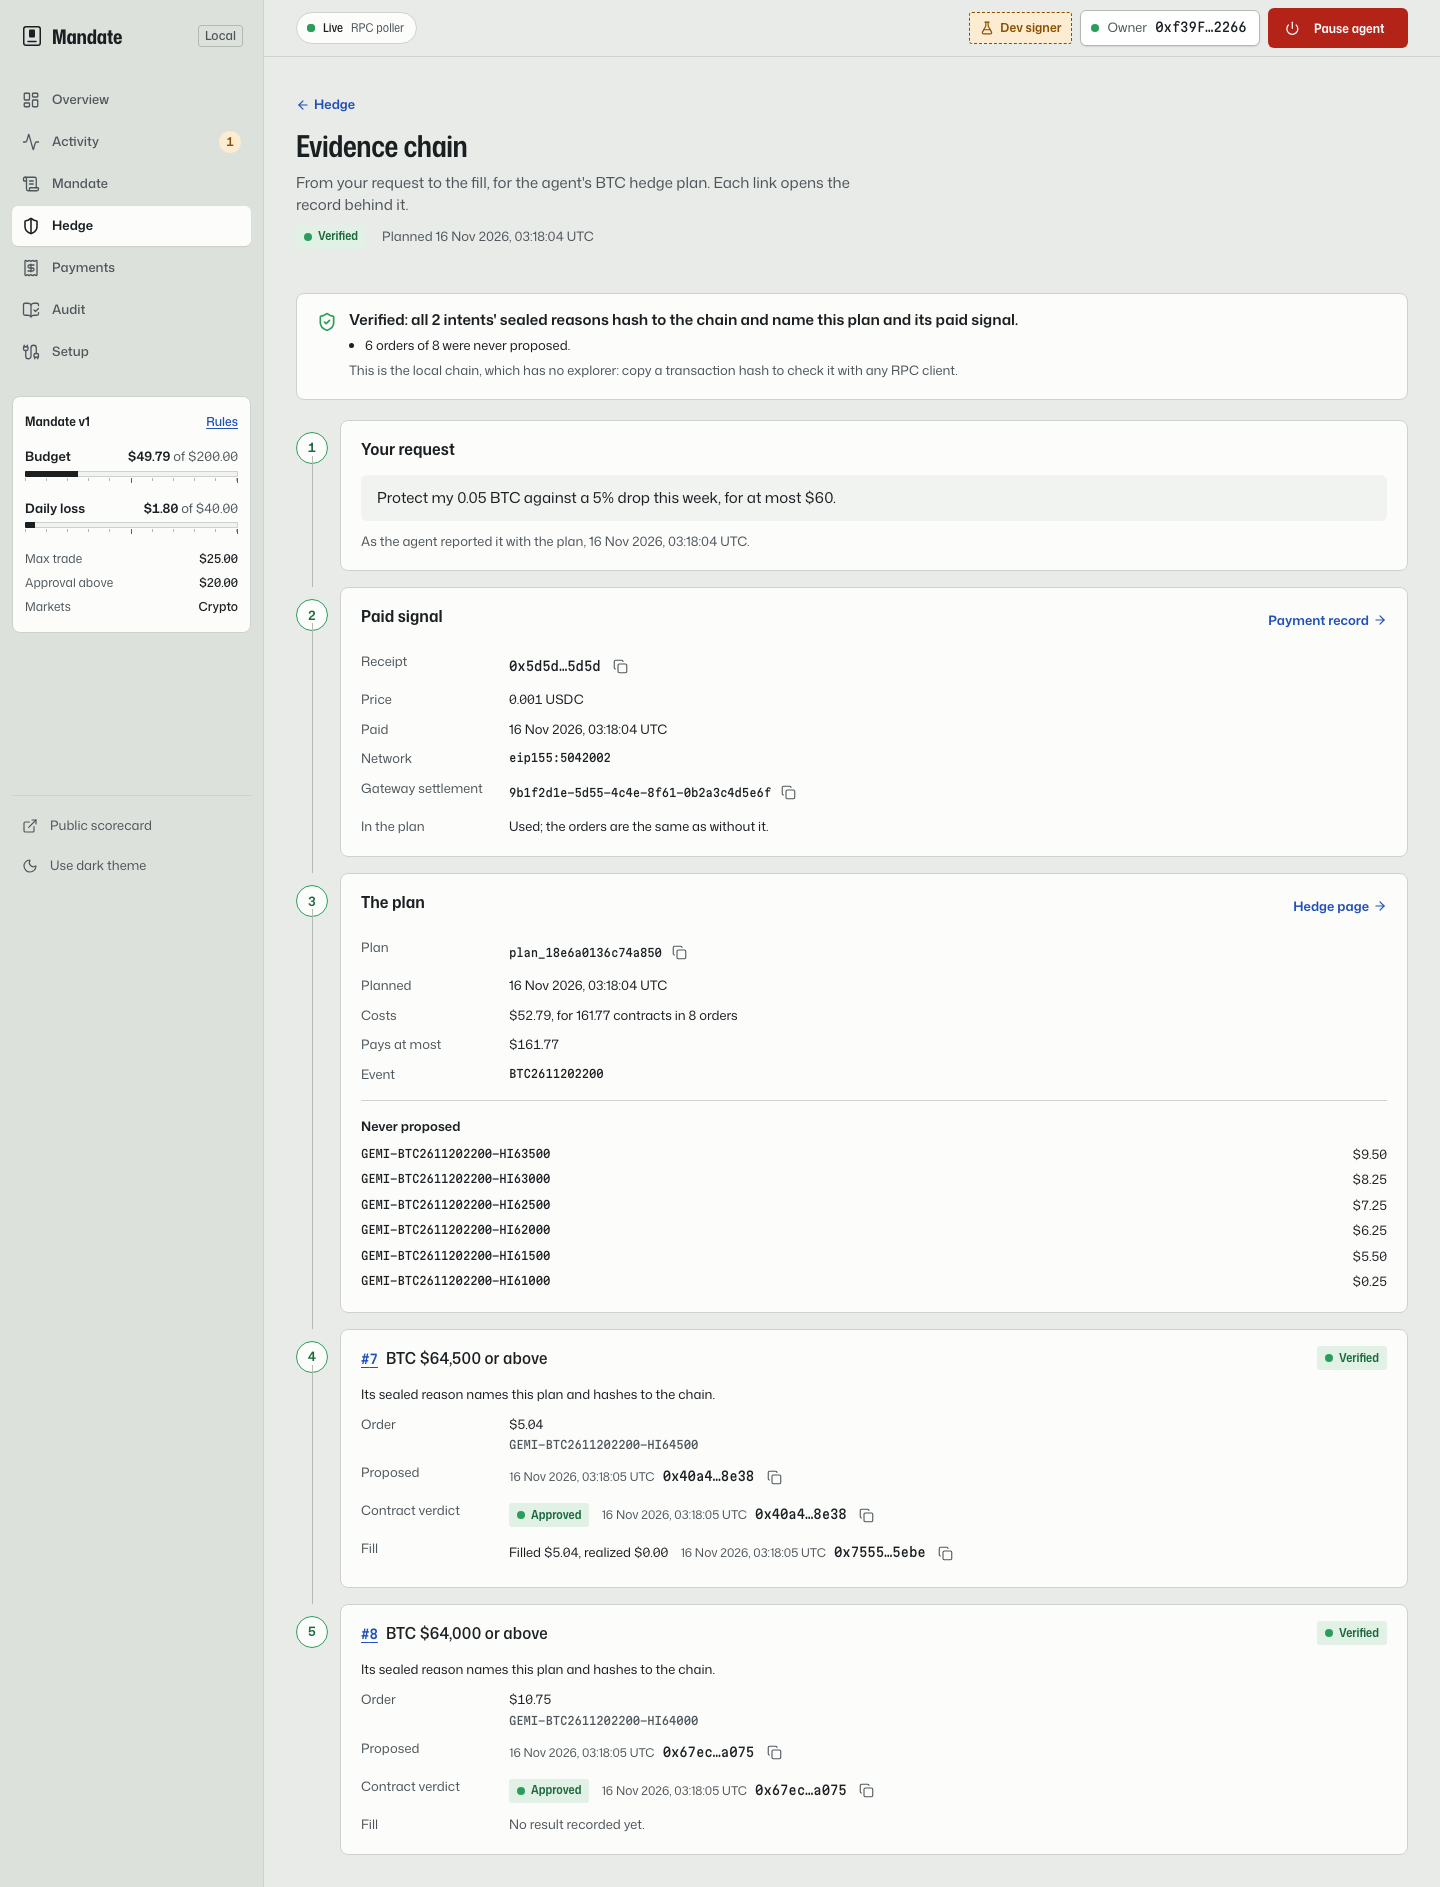 Mandate
Local
Overview
Activity 1
Mandate
Hedge
Payments
Audit
Setup
Mandate v1 Rules
Budget $49.79 of $200.00
Daily loss $1.80 of $40.00
Max trade $25.00
Approval above $20.00
Markets Crypto
Public scorecard
Use dark theme
Live RPC poller
Dev signer
Owner 0xf39F…2266
Pause agent
Hedge
Evidence chain
From your request to the fill, for the agent's BTC hedge plan. Each link opens the
record behind it.
Verified Planned 16 Nov 2026, 03:18:04 UTC
Verified: all 2 intents' sealed reasons hash to the chain and name this plan and its paid signal.
6 orders of 8 were never proposed.
This is the local chain, which has no explorer: copy a transaction hash to check it with any RPC client.
1 Your request
Protect my 0.05 BTC against a 5% drop this week, for at most $60.
As the agent reported it with the plan, 16 Nov 2026, 03:18:04 UTC.
2 Paid signal Payment record
Receipt 0x5d5d…5d5d
Price 0.001 USDC
Paid 16 Nov 2026, 03:18:04 UTC
Network eip155:5042002
Gateway settlement 9b1f2d1e-5d55-4c4e-8f61-0b2a3c4d5e6f
In the plan Used; the orders are the same as without it.
3 The plan Hedge page
Plan plan_18e6a0136c74a850
Planned 16 Nov 2026, 03:18:04 UTC
Costs $52.79, for 161.77 contracts in 8 orders
Pays at most $161.77
Event BTC2611202200
Never proposed
GEMI-BTC2611202200-HI63500 $9.50
GEMI-BTC2611202200-HI63000 $8.25
GEMI-BTC2611202200-HI62500 $7.25
GEMI-BTC2611202200-HI62000 $6.25
GEMI-BTC2611202200-HI61500 $5.50
GEMI-BTC2611202200-HI61000 $0.25
4 #7 BTC $64,500 or above Verified
Its sealed reason names this plan and hashes to the chain.
Order $5.04
GEMI-BTC2611202200-HI64500
Proposed 16 Nov 2026, 03:18:05 UTC 0x40a4…8e38
Contract verdict Approved 16 Nov 2026, 03:18:05 UTC 0x40a4…8e38
Fill Filled $5.04, realized $0.00 16 Nov 2026, 03:18:05 UTC 0x7555…5ebe
5 #8 BTC $64,000 or above Verified
Its sealed reason names this plan and hashes to the chain.
Order $10.75
GEMI-BTC2611202200-HI64000
Proposed 16 Nov 2026, 03:18:05 UTC 0x67ec…a075
Contract verdict Approved 16 Nov 2026, 03:18:05 UTC 0x67ec…a075
Fill No result recorded yet.